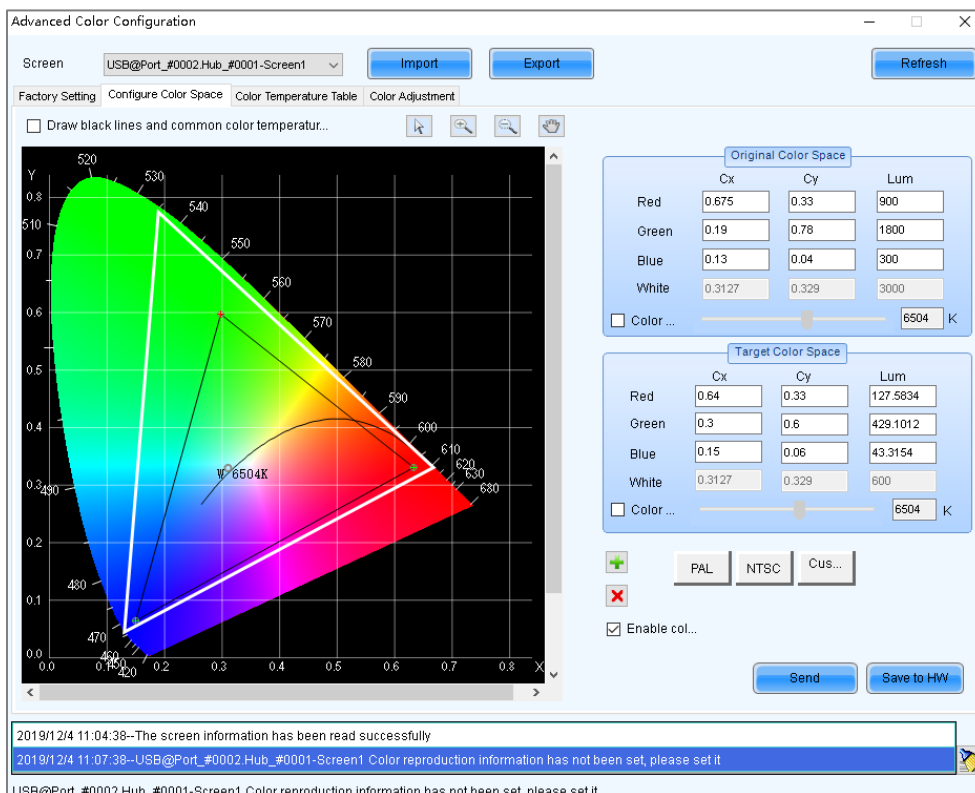 Advanced Color Configuration
Screen USB@Port_#0002.Hub_#0001-Screen1 Import Export Refresh
Factory Setting Configure Color Space Color Temperature Table Color Adjustment
Draw black lines and common color temperatur...
Original Color Space
Cx Cy Lum
Red 0.675 0.33 900
Green 0.19 0.78 1800
Blue 0.13 0.04 300
White 0.3127 0.329 3000
Color ... 6504 K
Target Color Space
Cx Cy Lum
Red 0.64 0.33 127.5834
Green 0.3 0.6 429.1012
Blue 0.15 0.06 43.3154
White 0.3127 0.329 600
Color ... 6504 K
PAL NTSC Cus...
Enable col...
Send Save to HW
Y
0.8
0.7
0.6
0.5
0.4
0.3
0.2
0.1
0.0
0.0 0.1 0.2 0.3 0.4 0.5 0.6 0.7 0.8 X
520
530
540
510
550
560
570
580
590
600
610
620
630
680
490
480
470
460
450
420
W 6504K
2019/12/4 11:04:38--The screen information has been read successfully
2019/12/4 11:07:38--USB@Port_#0002.Hub_#0001-Screen1 Color reproduction information has not been set, please set it
USB@Port_#0002.Hub_#0001-Screen1 Color reproduction information has not been set, please set it